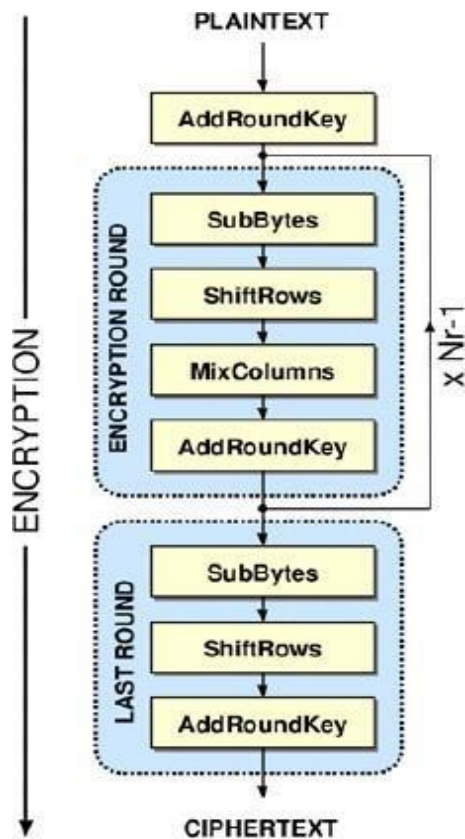 PLAINTEXT
AddRoundKey
ENCRYPTION ROUND
SubBytes
ShiftRows
MixColumns
AddRoundKey
x Nr-1
ENCRYPTION
LAST ROUND
SubBytes
ShiftRows
AddRoundKey
CIPHERTEXT